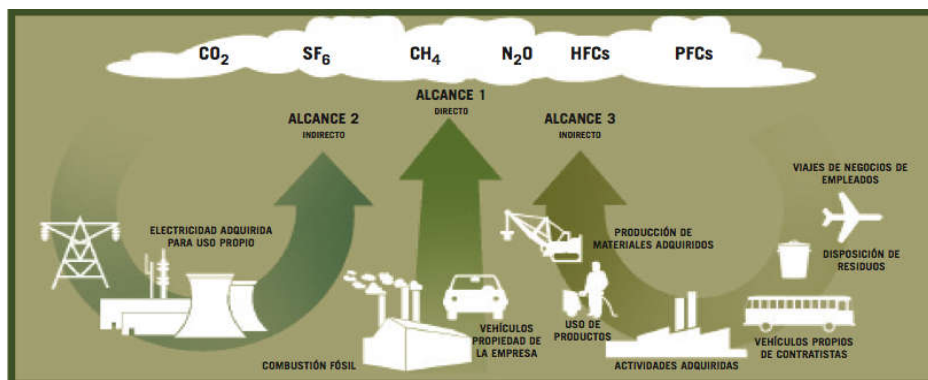 CO₂ SF₆ CH₄ N₂O HFCs PFCs
ALCANCE 1
DIRECTO
ALCANCE 2
INDIRECTO
ALCANCE 3
INDIRECTO
VIAJES DE NEGOCIOS DE
EMPLEADOS
ELECTRICIDAD ADQUIRIDA
PARA USO PROPIO
PRODUCCIÓN DE
MATERIALES ADQUIRIDOS
DISPOSICIÓN DE
RESIDUOS
COMBUSTIÓN FÓSIL
VEHÍCULOS
PROPIEDAD DE
LA EMPRESA
USO DE
PRODUCTOS
ACTIVIDADES ADQUIRIDAS
VEHÍCULOS PROPIOS
DE CONTRATISTAS